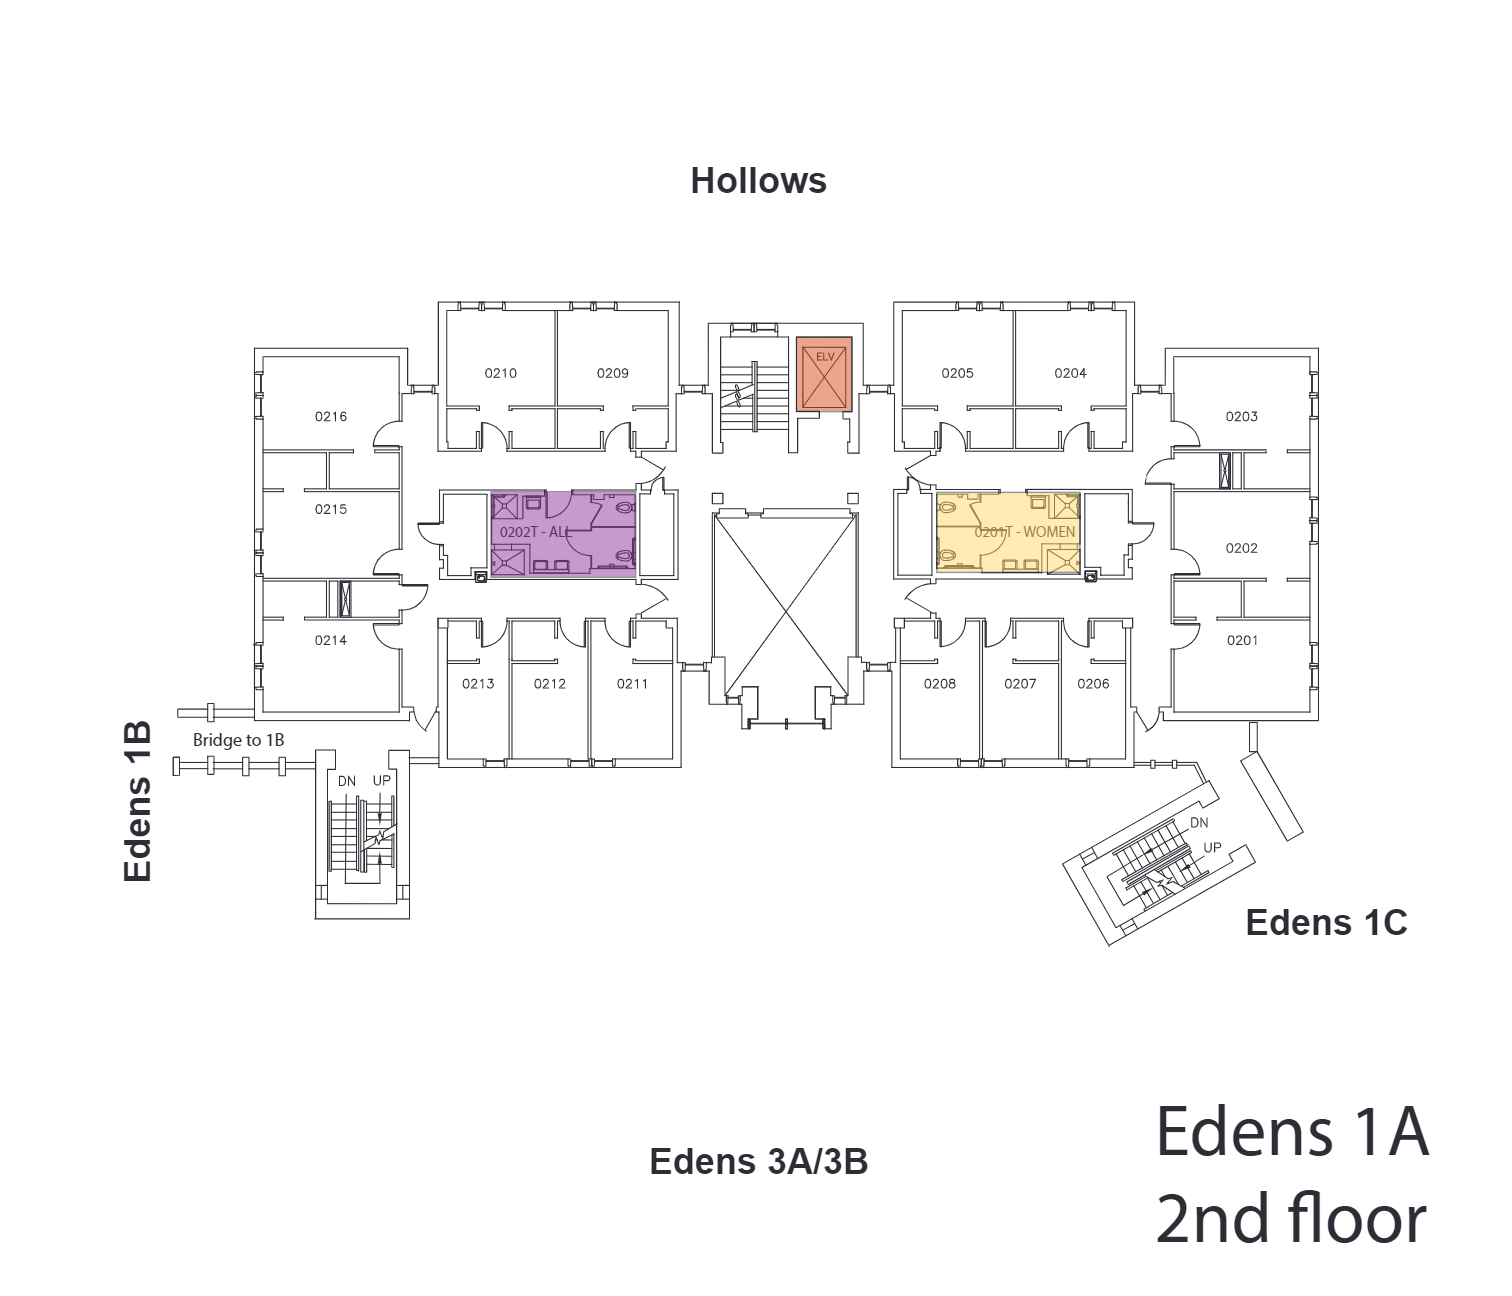 Hollows
ELV
0210
0209
0205
0204
0216
0203
0215
0202T - ALL
0201T - WOMEN
0202
0214
0201
0213
0212
0211
0208
0207
0206
Bridge to 1B
Edens 1B
DN
UP
DN
UP
Edens 1C
Edens 3A/3B
Edens 1A
2nd floor